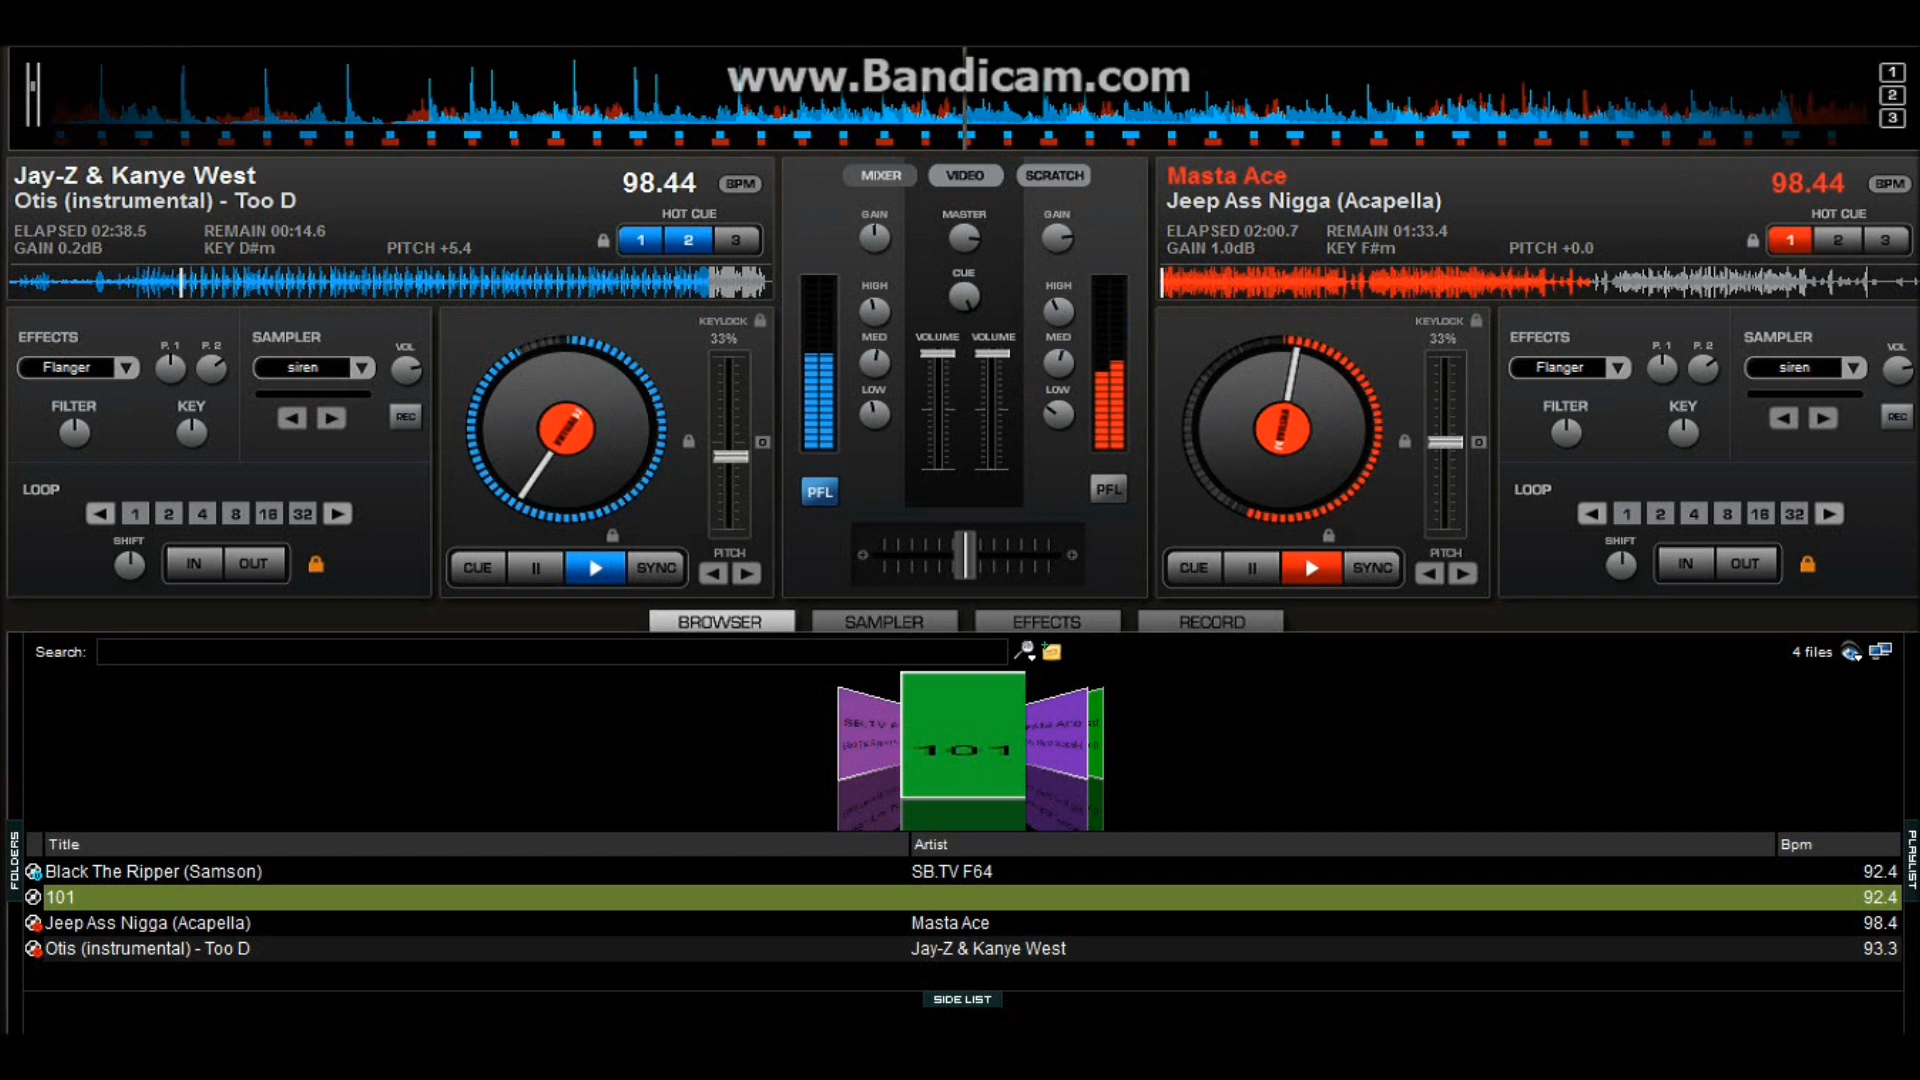 www.Bandicam.com
1
2
3
Jay-Z & Kanye West
Otis (instrumental) - Too D
98.44 BPM
HOT CUE
ELAPSED 02:38.5 REMAIN 00:14.6
GAIN 0.2dB KEY D#m PITCH +5.4
1 2 3
MIXER VIDEO SCRATCH
GAIN MASTER GAIN
CUE
HIGH HIGH
MED VOLUME VOLUME MED
LOW LOW
PFL PFL
Masta Ace
Jeep Ass Nigga (Acapella)
98.44 BPM
HOT CUE
ELAPSED 02:00.7 REMAIN 01:33.4
GAIN 1.0dB KEY F#m PITCH +0.0
1 2 3
EFFECTS P. 1 P. 2 SAMPLER VOL
Flanger siren
FILTER KEY REC
LOOP
1 2 4 8 16 32
SHIFT IN OUT
KEYLOCK
33%
0
PITCH
CUE II SYNC
KEYLOCK
33%
0
PITCH
CUE II SYNC
EFFECTS P. 1 P. 2 SAMPLER VOL
Flanger siren
FILTER KEY REC
LOOP
1 2 4 8 16 32
SHIFT IN OUT
BROWSER SAMPLER EFFECTS RECORD
Search: 4 files
SB.TV F
101
FOLDERS
PLAYLIST
Title Artist Bpm
Black The Ripper (Samson) SB.TV F64 92.4
101 92.4
Jeep Ass Nigga (Acapella) Masta Ace 98.4
Otis (instrumental) - Too D Jay-Z & Kanye West 93.3
SIDE LIST